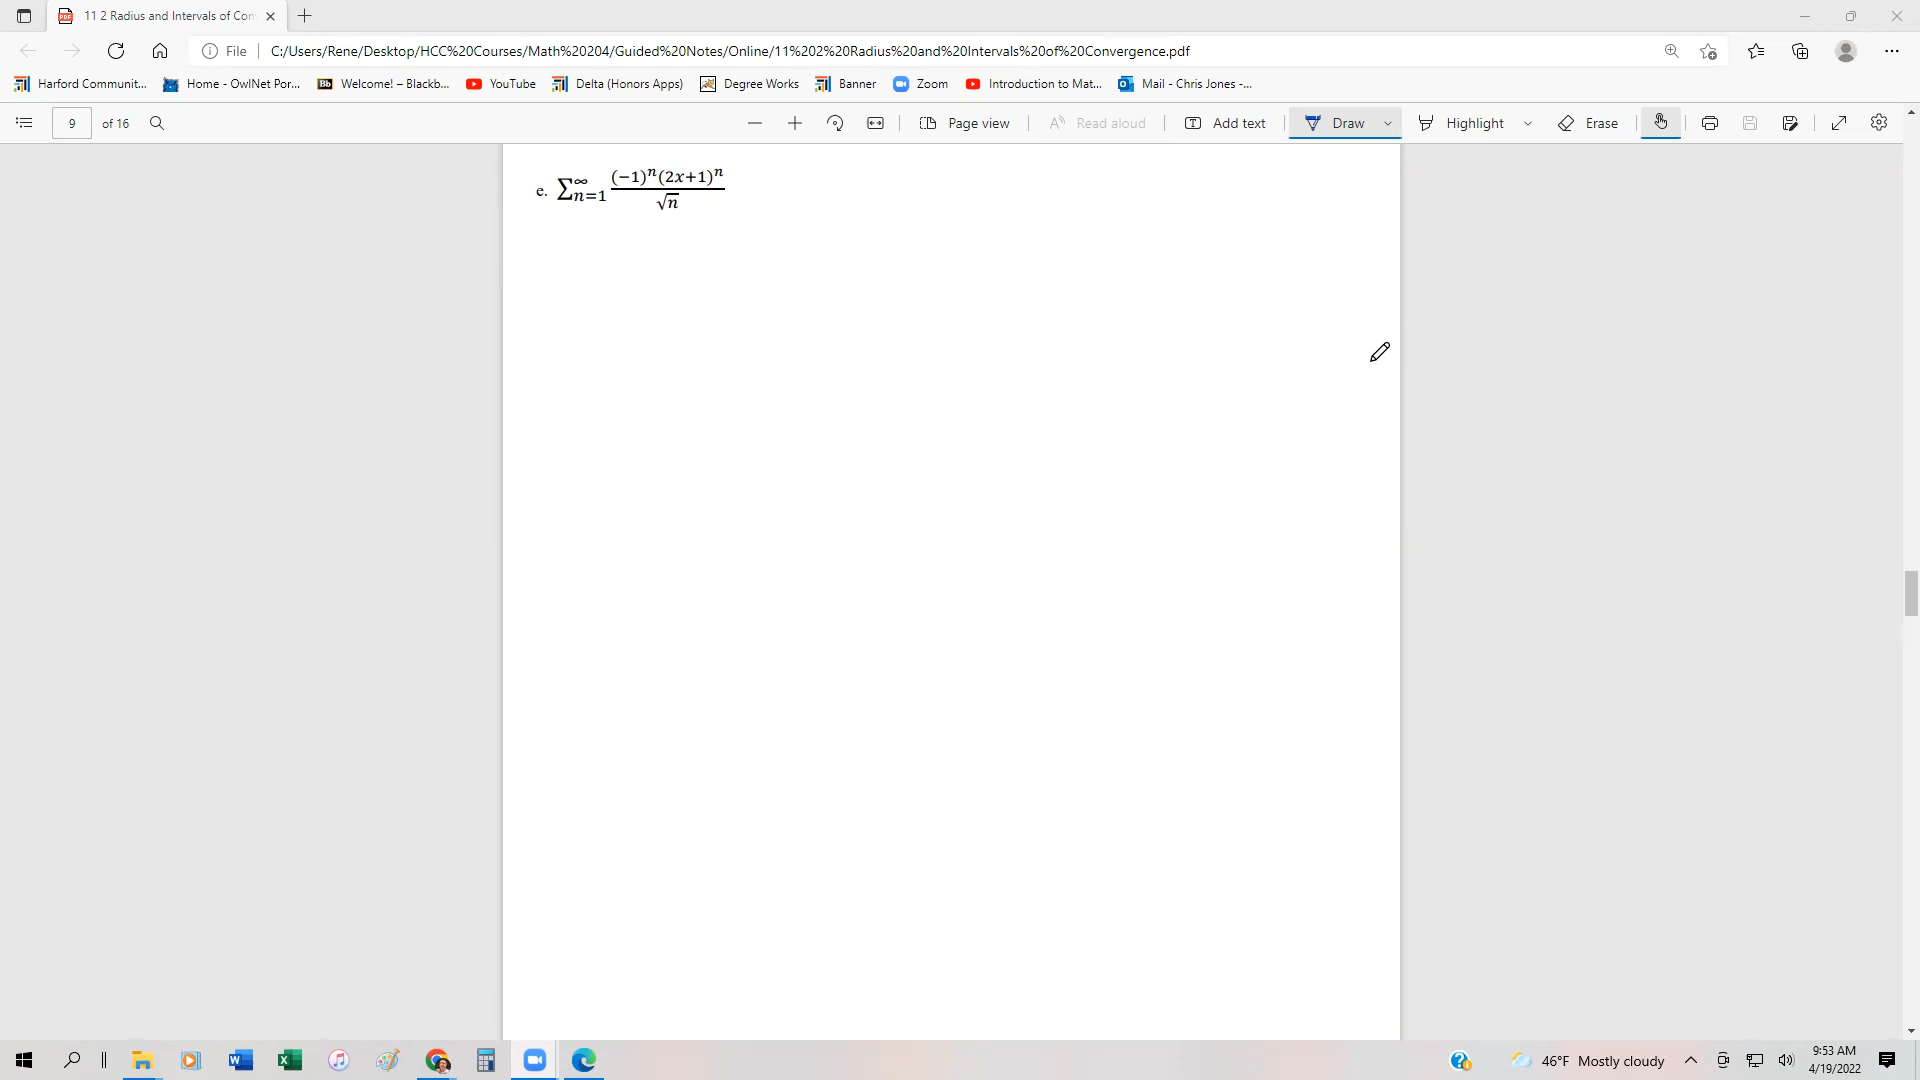 11 2 Radius and Intervals of Con
File
C:/Users/Rene/Desktop/HCC%20Courses/Math%20204/Guided%20Notes/Online/11%202%20Radius%20and%20Intervals%20of%20Convergence.pdf
Harford Communit... Home - OwlNet Por... Bb Welcome! – Blackb... YouTube Delta (Honors Apps) Degree Works Banner Zoom Introduction to Mat... Mail - Chris Jones -...
9 of 16 Page view Read aloud Add text Draw Highlight Erase
e. ∑_{n=1}^{∞} \frac{(−1)^n(2x+1)^n}{√n}
46°F Mostly cloudy
9:53 AM
4/19/2022